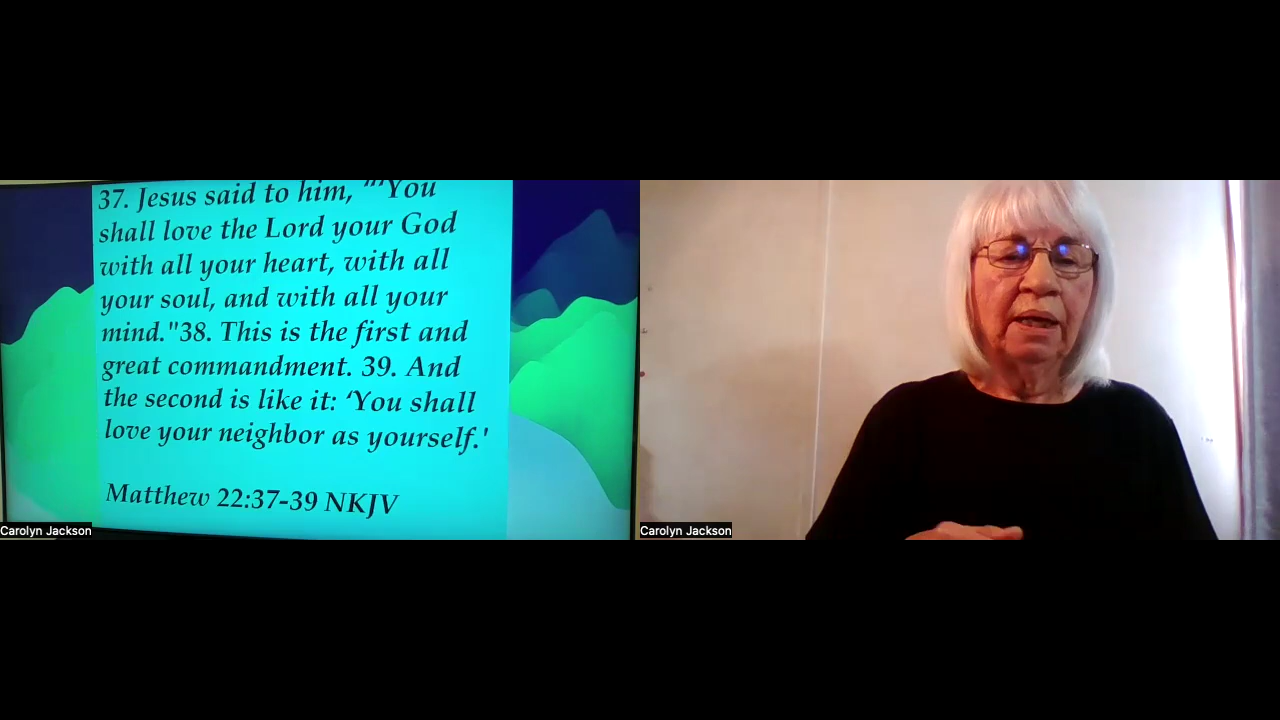 37. Jesus said to him, “'“You
shall love the Lord your God
with all your heart, with all
your soul, and with all your
mind."38. This is the first and
great commandment. 39. And
the second is like it: ‘You shall
love your neighbor as yourself.'
Matthew 22:37-39 NKJV
Carolyn Jackson
Carolyn Jackson